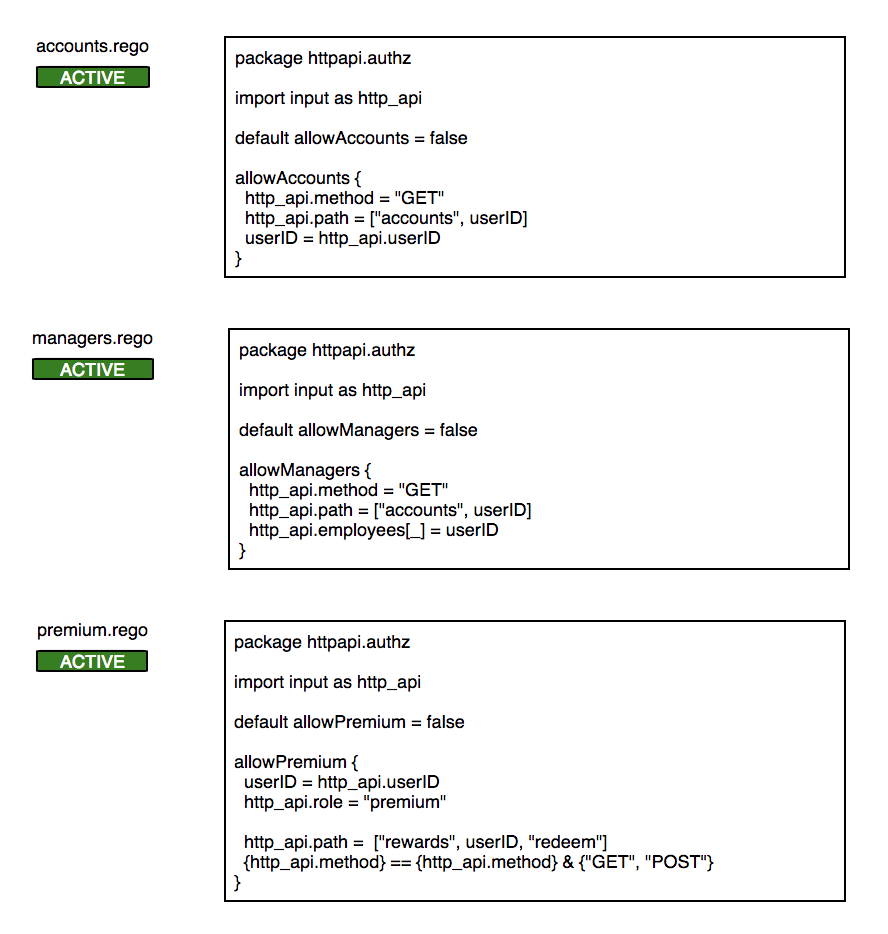 accounts.rego
ACTIVE
package httpapi.authz
import input as http_api
default allowAccounts = false
allowAccounts {
http_api.method = "GET"
http_api.path = ["accounts", userID]
userID = http_api.userID
}
managers.rego
ACTIVE
package httpapi.authz
import input as http_api
default allowManagers = false
allowManagers {
http_api.method = "GET"
http_api.path = ["accounts", userID]
http_api.employees[_] = userID
}
premium.rego
ACTIVE
package httpapi.authz
import input as http_api
default allowPremium = false
allowPremium {
userID = http_api.userID
http_api.role = "premium"
http_api.path =  ["rewards", userID, "redeem"]
{http_api.method} == {http_api.method} & {"GET", "POST"}
}